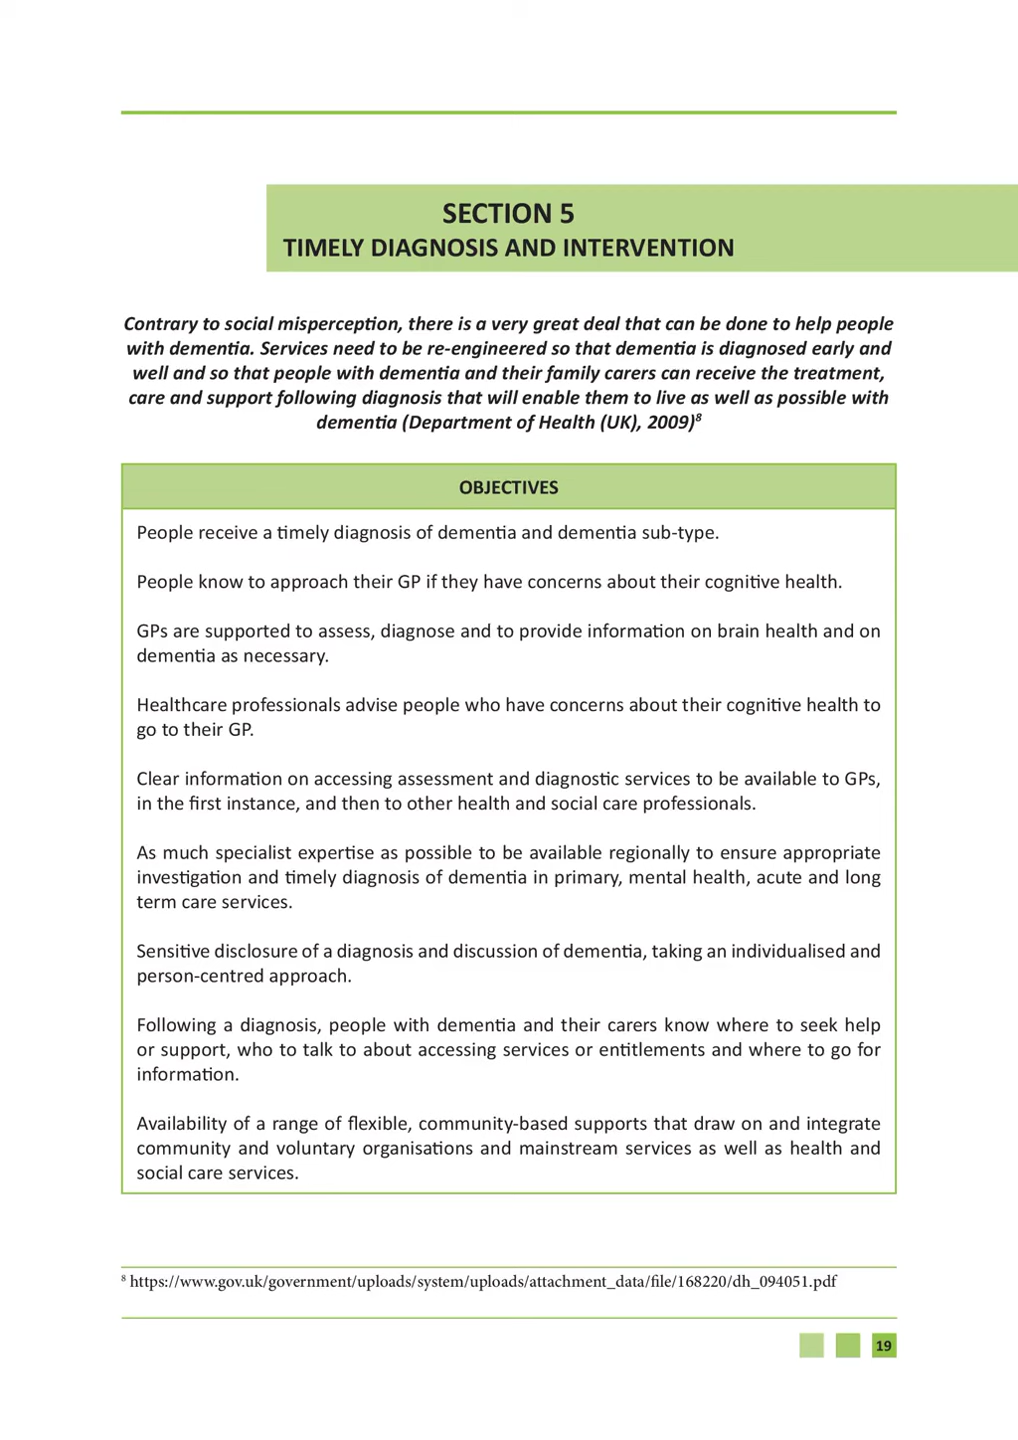 SECTION 5
TIMELY DIAGNOSIS AND INTERVENTION
Contrary to social misperception, there is a very great deal that can be done to help people
with dementia. Services need to be re-engineered so that dementia is diagnosed early and
well and so that people with dementia and their family carers can receive the treatment,
care and support following diagnosis that will enable them to live as well as possible with
dementia (Department of Health (UK), 2009)⁸
OBJECTIVES
People receive a timely diagnosis of dementia and dementia sub-type.
People know to approach their GP if they have concerns about their cognitive health.
GPs are supported to assess, diagnose and to provide information on brain health and on
dementia as necessary.
Healthcare professionals advise people who have concerns about their cognitive health to
go to their GP.
Clear information on accessing assessment and diagnostic services to be available to GPs,
in the first instance, and then to other health and social care professionals.
As much specialist expertise as possible to be available regionally to ensure appropriate
investigation and timely diagnosis of dementia in primary, mental health, acute and long
term care services.
Sensitive disclosure of a diagnosis and discussion of dementia, taking an individualised and
person-centred approach.
Following a diagnosis, people with dementia and their carers know where to seek help
or support, who to talk to about accessing services or entitlements and where to go for
information.
Availability of a range of flexible, community-based supports that draw on and integrate
community and voluntary organisations and mainstream services as well as health and
social care services.
⁸ https://www.gov.uk/government/uploads/system/uploads/attachment_data/file/168220/dh_094051.pdf
19